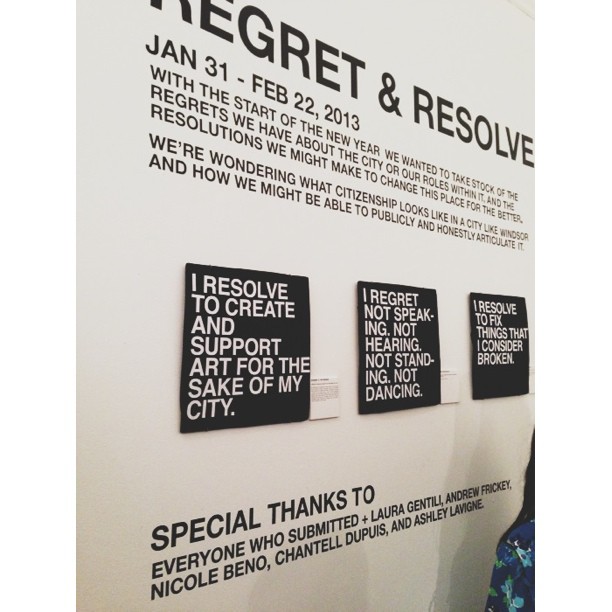 REGRET & RESOLVE
JAN 31 - FEB 22, 2013
WITH THE START OF THE NEW YEAR WE WANTED TO TAKE STOCK OF THE
REGRETS WE HAVE ABOUT THE CITY OR OUR ROLES WITHIN IT, AND THE
RESOLUTIONS WE MIGHT MAKE TO CHANGE THIS PLACE FOR THE BETTER.
WE'RE WONDERING WHAT CITIZENSHIP LOOKS LIKE IN A CITY LIKE WINDSOR
AND HOW WE MIGHT BE ABLE TO PUBLICLY AND HONESTLY ARTICULATE IT.
I RESOLVE
TO CREATE
AND
SUPPORT
ART FOR THE
SAKE OF MY
CITY.
I REGRET
NOT SPEAK-
ING. NOT
HEARING.
NOT STAND-
ING. NOT
DANCING.
I RESOLVE
TO FIX
THINGS THAT
I CONSIDER
BROKEN.
SPECIAL THANKS TO
EVERYONE WHO SUBMITTED + LAURA GENTILI, ANDREW FRICKEY,
NICOLE BENO, CHANTELL DUPUIS, AND ASHLEY LAVIGNE.